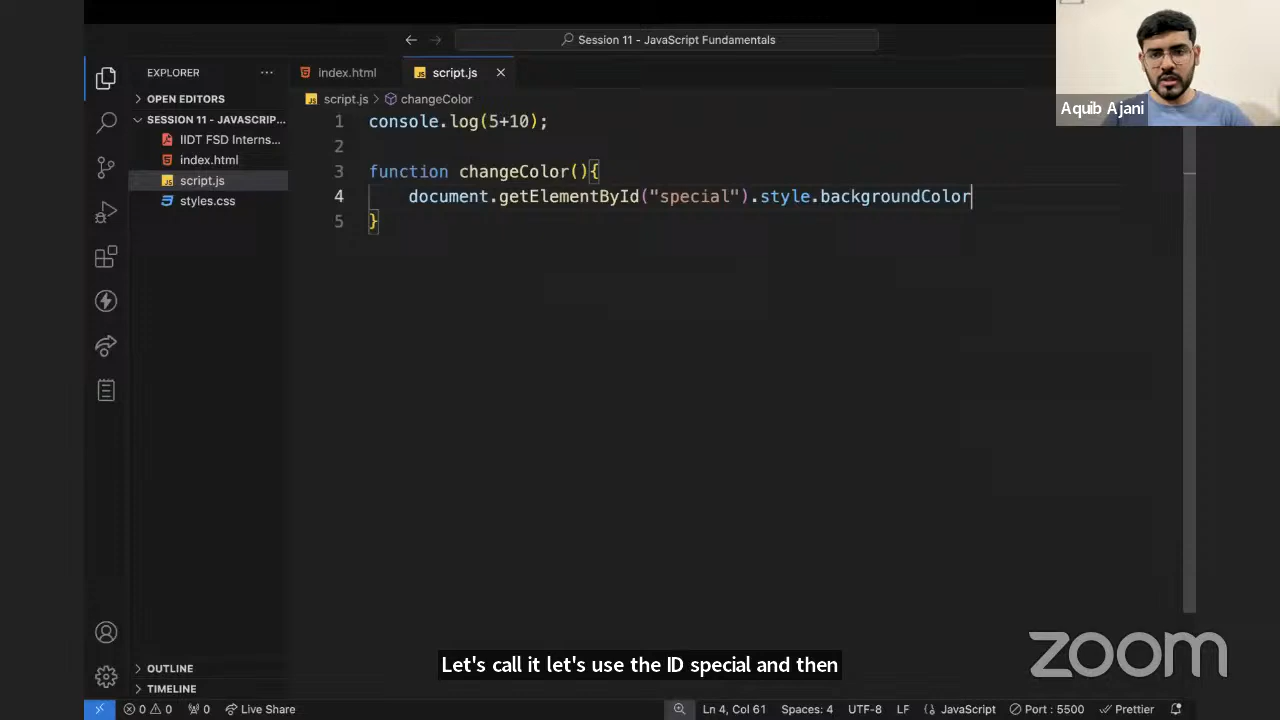 Session 11 - JavaScript Fundamentals
Aquib Ajani
EXPLORER
index.html
script.js
OPEN EDITORS
SESSION 11 - JAVASCRIP...
IIDT FSD Interns...
index.html
script.js
styles.css
script.js > changeColor
1 console.log(5+10);
2
3 function changeColor(){
4 document.getElementById("special").style.backgroundColor
5 }
Let's call it let's use the ID special and then
zoom
OUTLINE
TIMELINE
0 0 0 Live Share Ln 4, Col 61 Spaces: 4 UTF-8 LF JavaScript Port : 5500 Prettier